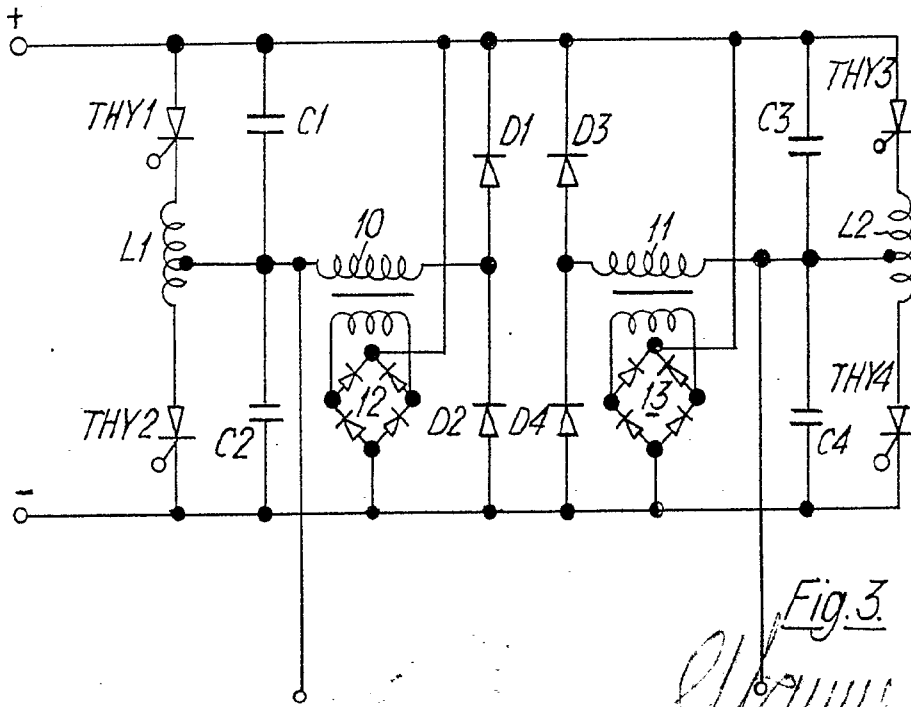 +
THY1
C1
D1
D3
C3
THY3
L1
10
11
L2
THY2
C2
12
D2
D4
13
C4
THY4
-
Fig.3.